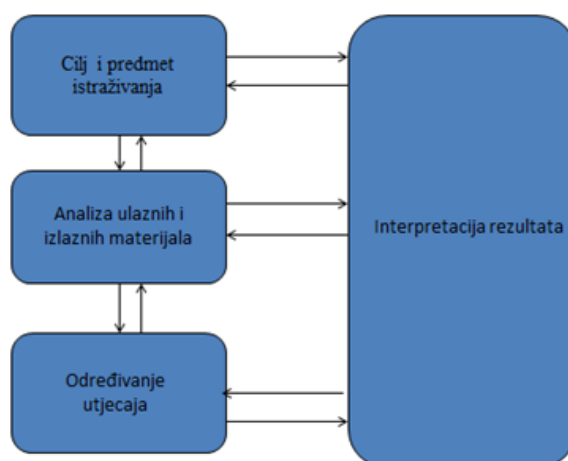 Cilj i predmet
istraživanja
Analiza ulaznih i
izlaznih materijala
Interpretacija rezultata
Određivanje
utjecaja